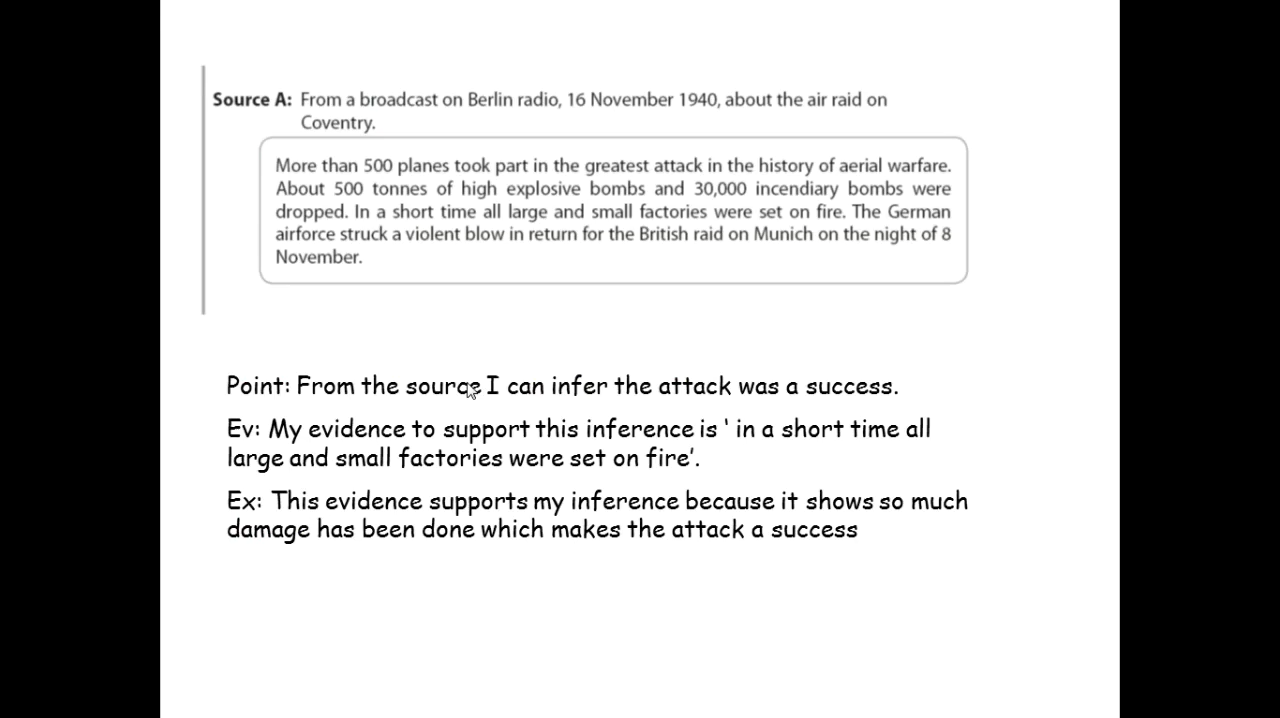 Source A: From a broadcast on Berlin radio, 16 November 1940, about the air raid on
Coventry.
More than 500 planes took part in the greatest attack in the history of aerial warfare.
About 500 tonnes of high explosive bombs and 30,000 incendiary bombs were
dropped. In a short time all large and small factories were set on fire. The German
airforce struck a violent blow in return for the British raid on Munich on the night of 8
November.
Point: From the source I can infer the attack was a success.
Ev: My evidence to support this inference is ' in a short time all
large and small factories were set on fire'.
Ex: This evidence supports my inference because it shows so much
damage has been done which makes the attack a success